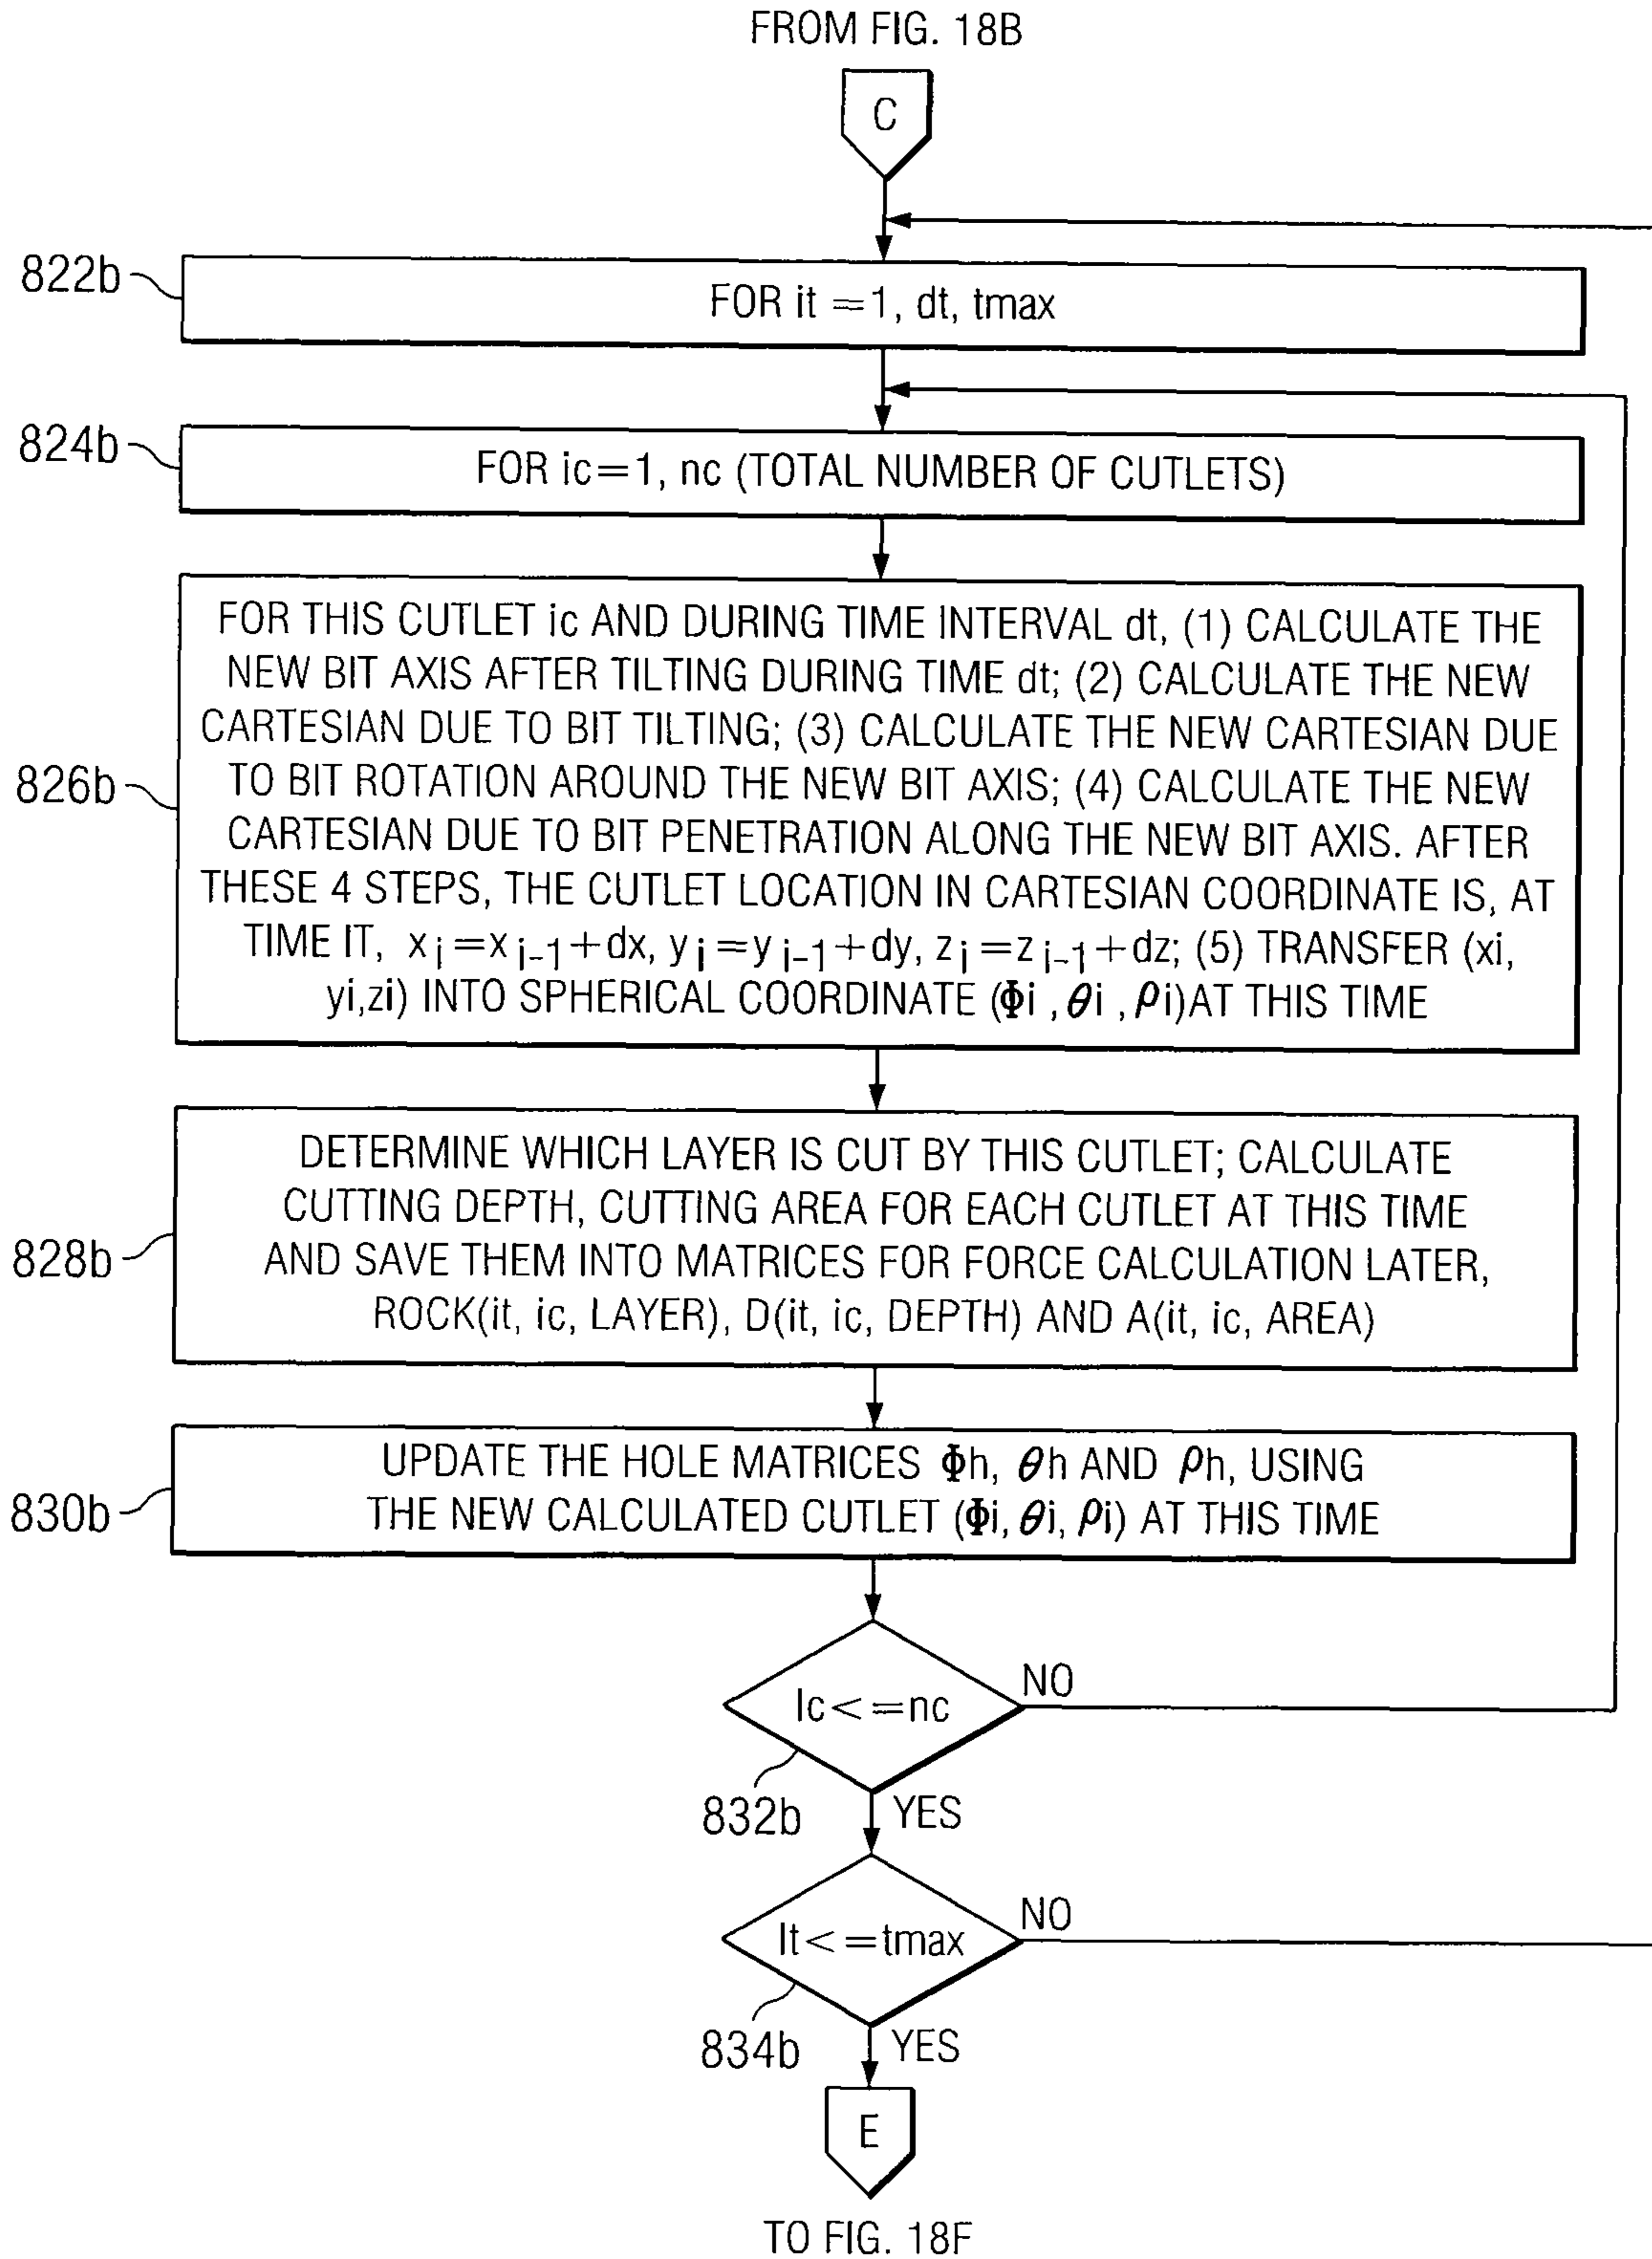 FROM FIG. 18B
C
822b
FOR it =1, dt, tmax
824b
FOR ic=1, nc (TOTAL NUMBER OF CUTLETS)
826b
FOR THIS CUTLET ic AND DURING TIME INTERVAL dt, (1) CALCULATE THE
NEW BIT AXIS AFTER TILTING DURING TIME dt; (2) CALCULATE THE NEW
CARTESIAN DUE TO BIT TILTING; (3) CALCULATE THE NEW CARTESIAN DUE
TO BIT ROTATION AROUND THE NEW BIT AXIS; (4) CALCULATE THE NEW
CARTESIAN DUE TO BIT PENETRATION ALONG THE NEW BIT AXIS. AFTER
THESE 4 STEPS, THE CUTLET LOCATION IN CARTESIAN COORDINATE IS, AT
TIME IT, x i =x i-1 +dx, y i =y i-1 +dy, z i =z i-1 +dz; (5) TRANSFER (xi,
yi,zi) INTO SPHERICAL COORDINATE (Φi , θi , ρi)AT THIS TIME
828b
DETERMINE WHICH LAYER IS CUT BY THIS CUTLET; CALCULATE
CUTTING DEPTH, CUTTING AREA FOR EACH CUTLET AT THIS TIME
AND SAVE THEM INTO MATRICES FOR FORCE CALCULATION LATER,
ROCK(it, ic, LAYER), D(it, ic, DEPTH) AND A(it, ic, AREA)
830b
UPDATE THE HOLE MATRICES Φh, θh AND ρh, USING
THE NEW CALCULATED CUTLET (Φi, θi, ρi) AT THIS TIME
Ic<=nc
NO
832b
YES
It<=tmax
NO
834b
YES
E
TO FIG. 18F